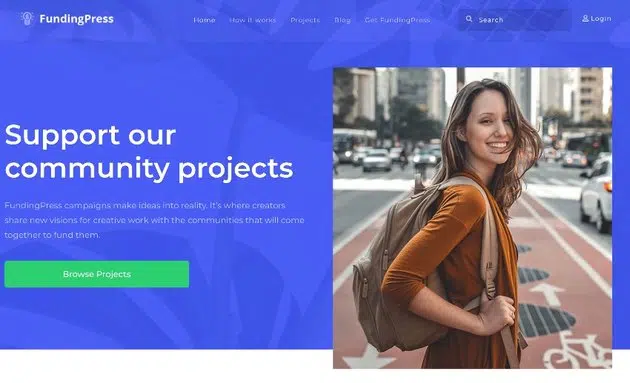 FundingPress
Home
How it works
Projects
Blog
Get FundingPress
Search
Login
Support our
community projects
FundingPress campaigns make ideas into reality. It's where creators
share new visions for creative work with the communities that will come
together to fund them.
Browse Projects